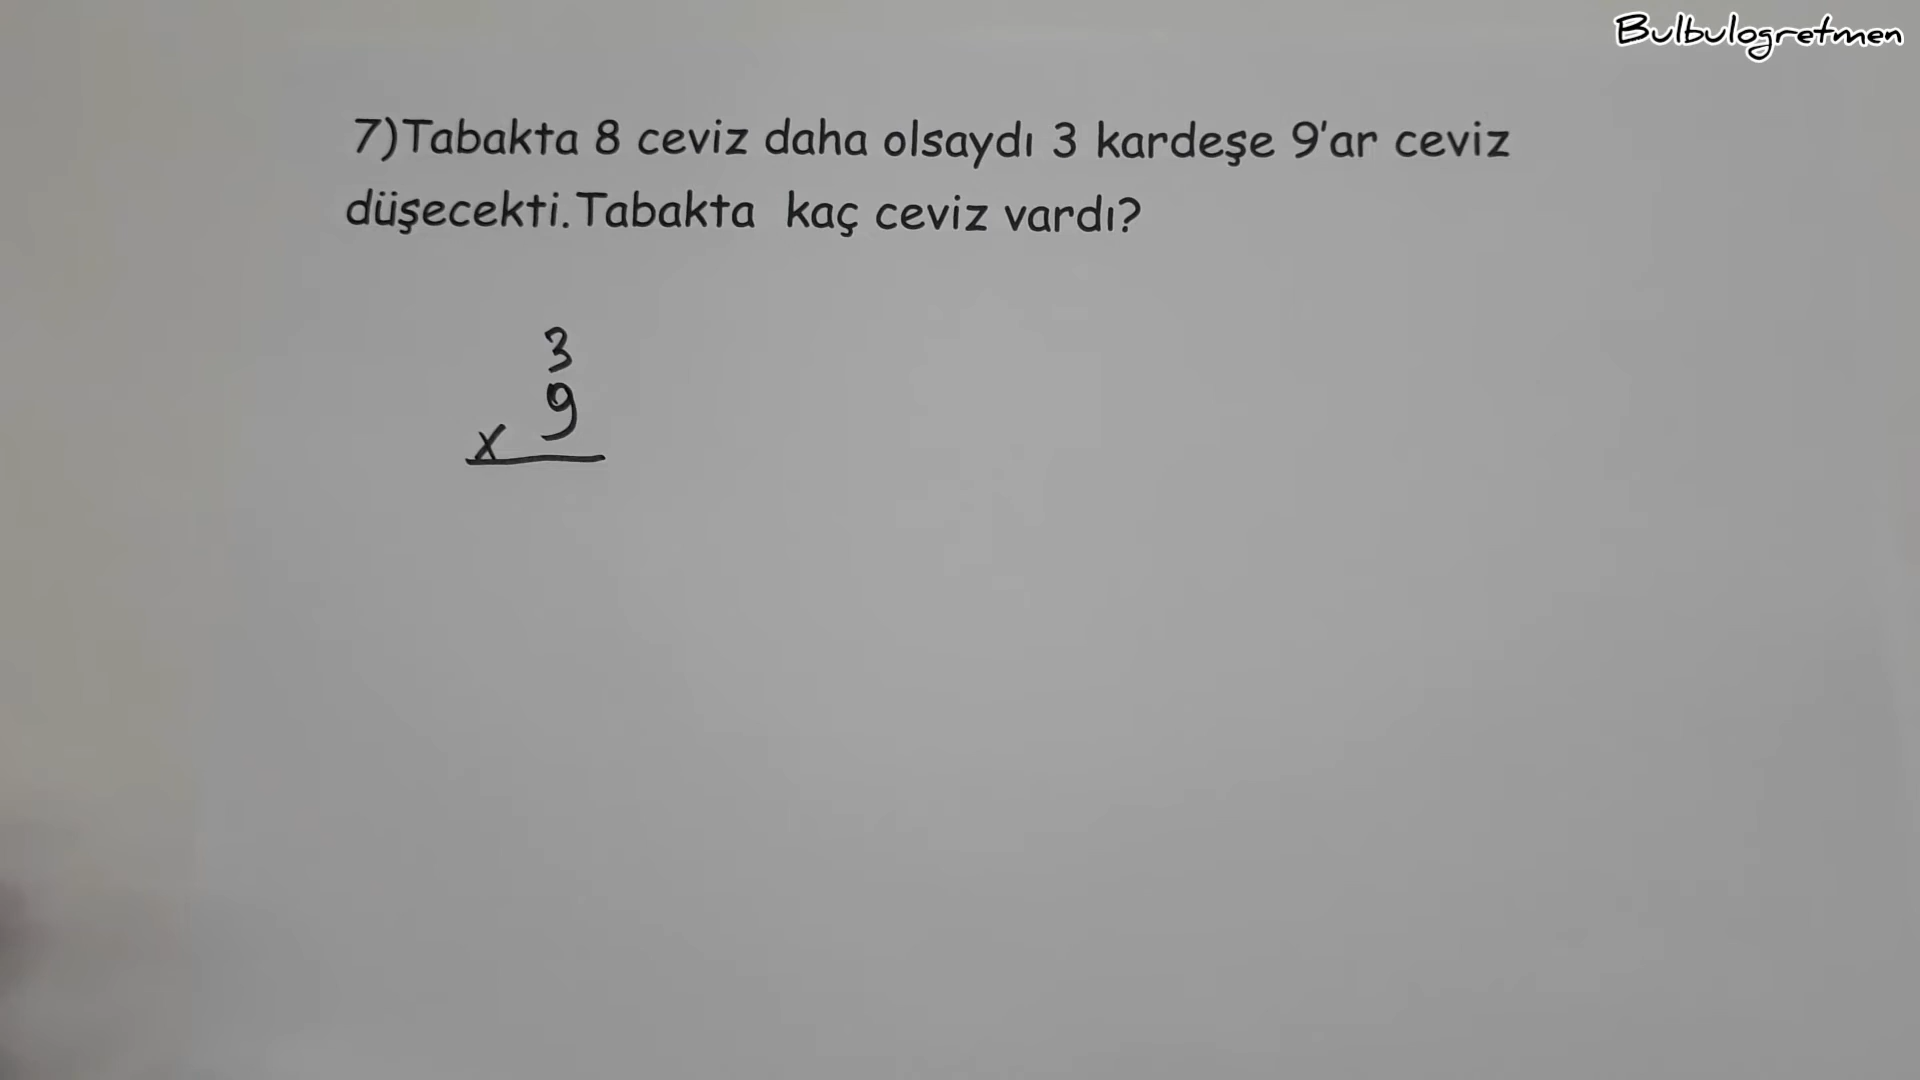 Bulbulogretmen
7)Tabakta 8 ceviz daha olsaydı 3 kardeşe 9'ar ceviz
düşecekti.Tabakta kaç ceviz vardı?
3
9
x